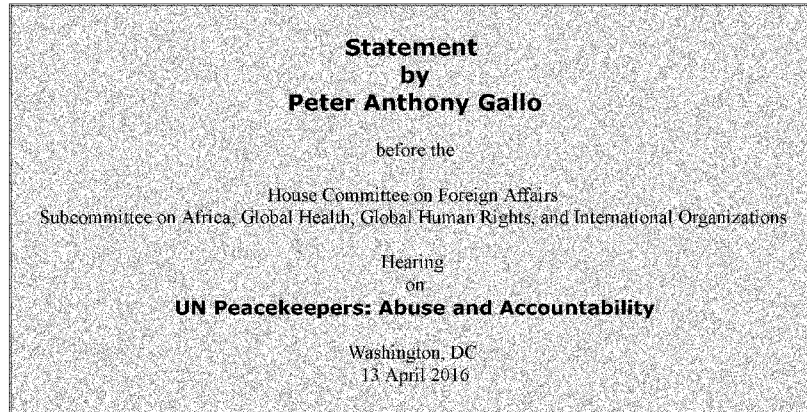 Statement
by
Peter Anthony Gallo
before the
House Committee on Foreign Affairs
Subcommittee on Africa, Global Health, Global Human Rights, and International Organizations
Hearing
on
UN Peacekeepers: Abuse and Accountability
Washington, DC
13 April 2016